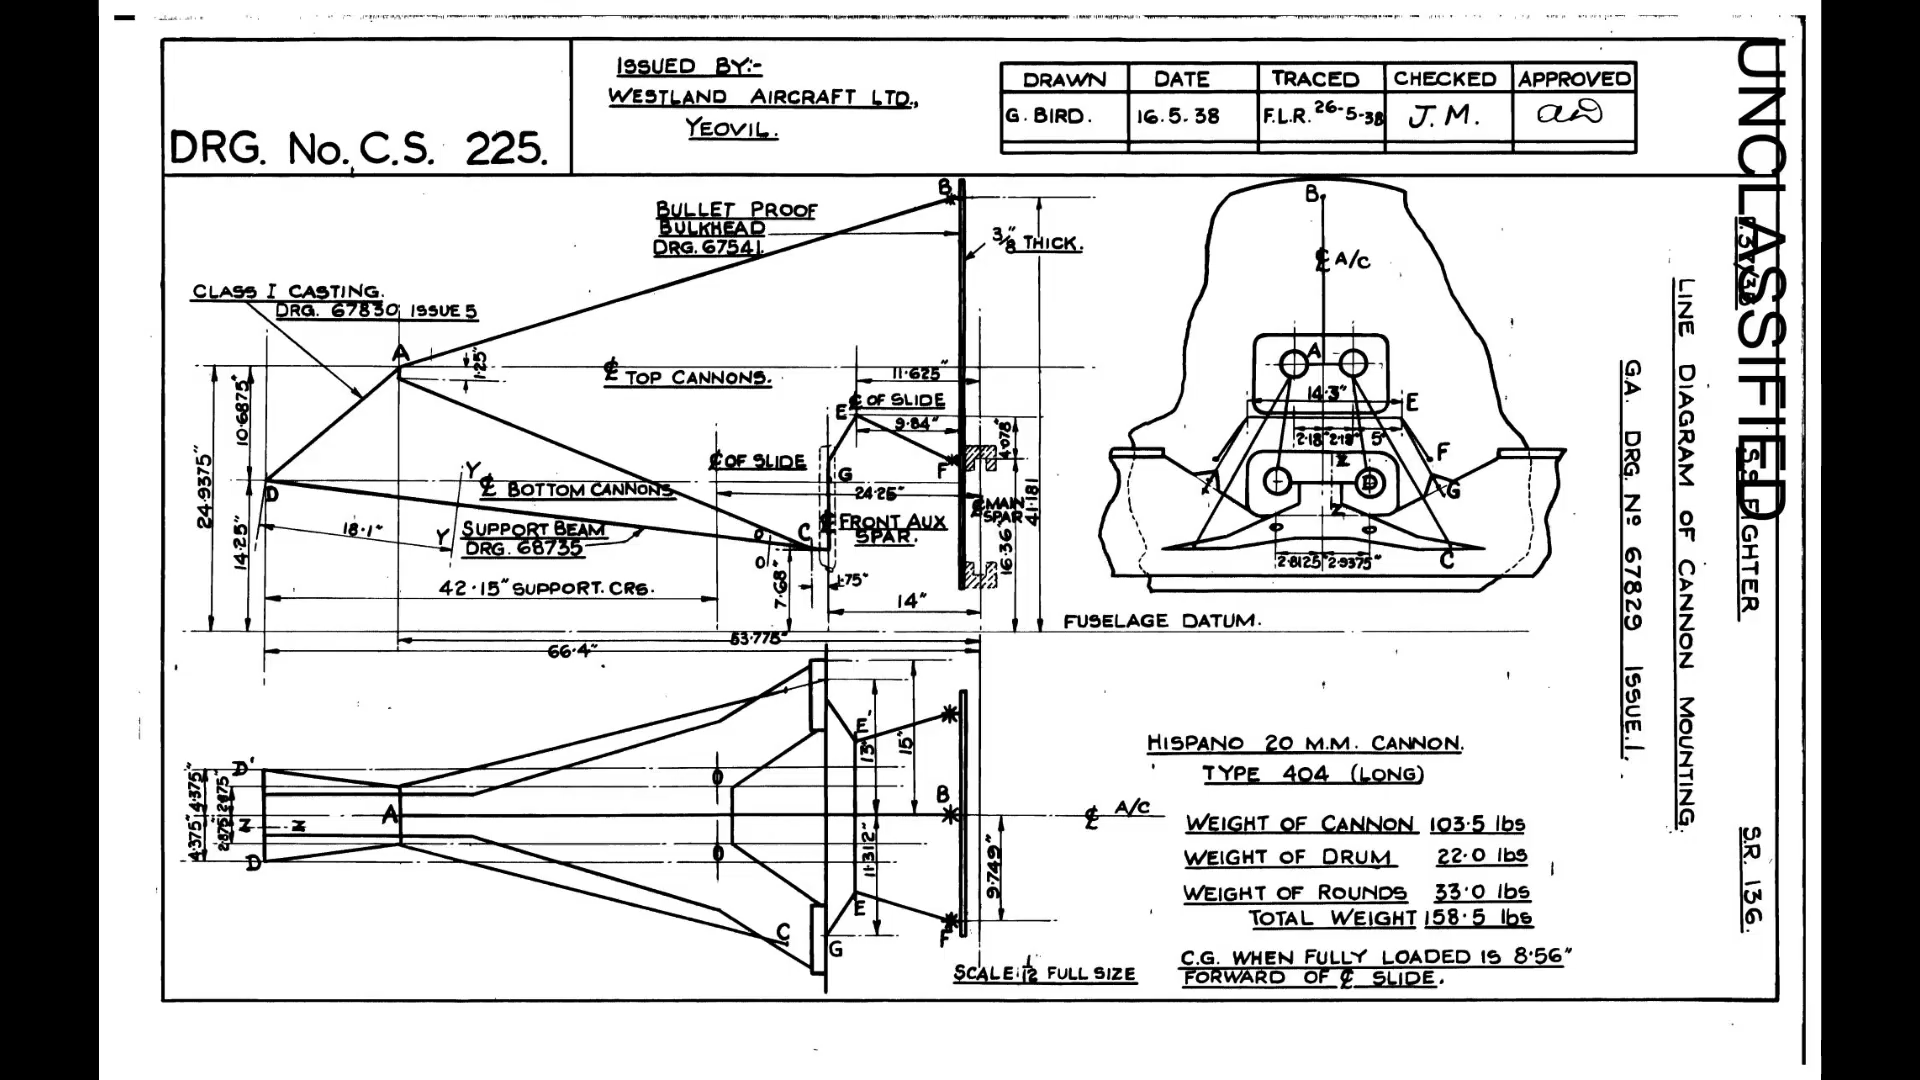 DRG. No. C.S. 225.
ISSUED BY:-
WESTLAND AIRCRAFT LTD.,
YEOVIL.
DRAWN DATE TRACED CHECKED APPROVED
G. BIRD. 16.5.38 F.L.R. 26-5-38 J.M.
BULLET PROOF
BULKHEAD
DRG. 67541.
3/8" THICK.
CLASS I CASTING.
DRG. 67830 ISSUE 5
B
A
1.25"
℄ TOP CANNONS.
11.625"
℄ OF SLIDE
E
9.84"
4.078"
24.9375"
10.6875"
14.25"
D
Y
℄ BOTTOM CANNONS
℄ OF SLIDE
G
F
24.25"
18.1"
Y
SUPPORT BEAM
DRG. 68735
O
O
C
℄ FRONT AUX
SPAR.
℄ MAIN
SPAR
41.181
16.36"
7.68"
.75"
42.15" SUPPORT. CRS.
14"
53.775"
66.4"
FUSELAGE DATUM.
B
℄ A/C
A
14.3"
E
2.18" 2.18" 5"
F
Z
D
G
Z
O
O
2.8125" 2.9375"
C
D'
4.375" 4.375"
2.875" 2.875"
Z Z
D
A
O
O
E
13"
15"
11.312"
E
C
G
B
F
9.749"
℄ A/C
SCALE: 1/12 FULL SIZE
HISPANO 20 M.M. CANNON.
TYPE 404 (LONG)
WEIGHT OF CANNON 103.5 lbs
WEIGHT OF DRUM 22.0 lbs
WEIGHT OF ROUNDS 33.0 lbs
TOTAL WEIGHT 158.5 lbs
C.G. WHEN FULLY LOADED IS 8.56"
FORWARD OF ℄ SLIDE.
G.A. DRG. No 67829 ISSUE.1.
LINE DIAGRAM OF CANNON MOUNTING.
UNCLASSIFIED
S.S. FIGHTER
S.R. 136.